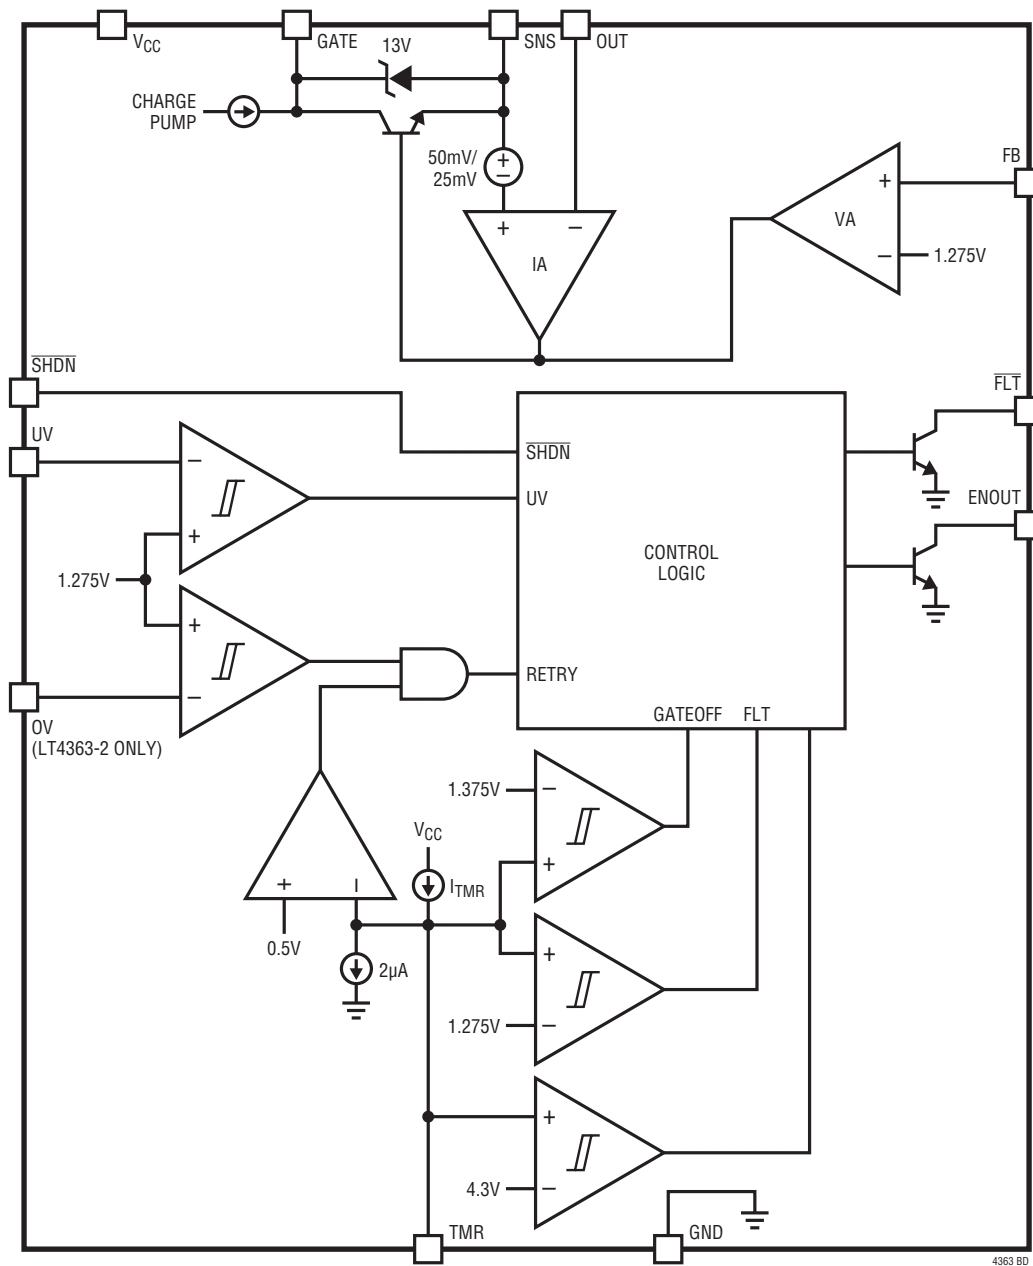 VCC
GATE
SNS
OUT
13V
CHARGE
PUMP
50mV/
25mV
+
−
FB
+
VA
−
1.275V
+ −
IA
SHDN
FLT
UV
−
+
SHDN
UV
ENOUT
CONTROL
LOGIC
1.275V
+
−
RETRY
OV
(LT4363-2 ONLY)
GATEOFF FLT
1.375V
−
+
VCC
ITMR
+ −
0.5V
2µA
+
1.275V
−
+
4.3V
−
TMR
GND
4363 BD